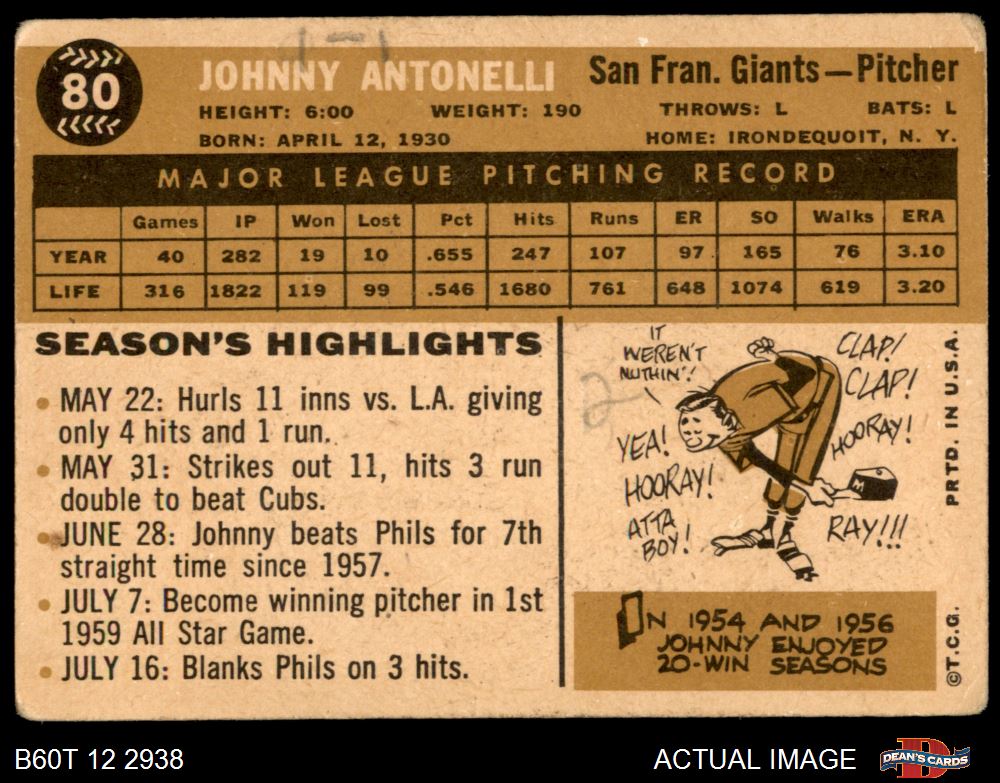 1-1
80
JOHNNY ANTONELLI
San Fran. Giants—Pitcher
HEIGHT: 6:00 WEIGHT: 190 THROWS: L BATS: L
BORN: APRIL 12, 1930 HOME: IRONDEQUOIT, N. Y.
MAJOR LEAGUE PITCHING RECORD
Games IP Won Lost Pct Hits Runs ER SO Walks ERA
YEAR 40 282 19 10 .655 247 107 97 165 76 3.10
LIFE 316 1822 119 99 .546 1680 761 648 1074 619 3.20
SEASON'S HIGHLIGHTS
• MAY 22: Hurls 11 inns vs. L.A. giving
only 4 hits and 1 run.
• MAY 31: Strikes out 11, hits 3 run
double to beat Cubs.
• JUNE 28: Johnny beats Phils for 7th
straight time since 1957.
• JULY 7: Become winning pitcher in 1st
1959 All Star Game.
• JULY 16: Blanks Phils on 3 hits.
2
IT
WEREN'T
NUTHIN'!
CLAP!
CLAP!
HOORAY!
YEA!
HOORAY!
ATTA
BOY!
M
RAY!!!
IN 1954 AND 1956
JOHNNY ENJOYED
20-WIN SEASONS
PRTD. IN U.S.A.
©T.C.G.
B60T 12 2938
ACTUAL IMAGE
D
DEAN'S CARDS